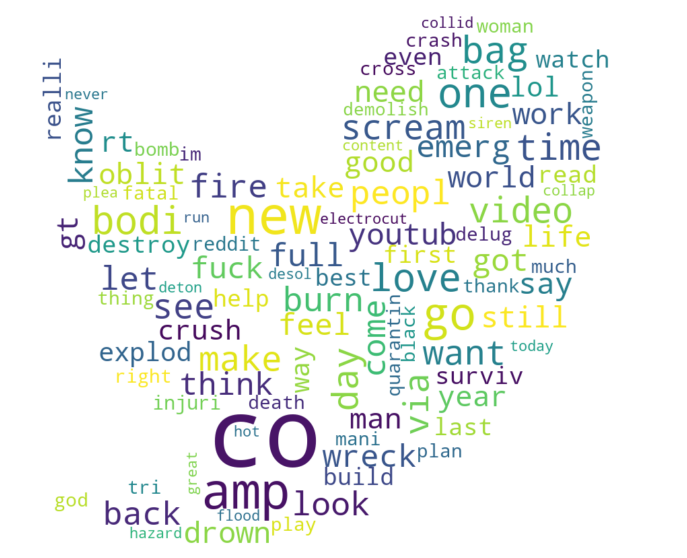 collid woman
crash
even bag watch
cross
attack
realli never
need one lol
weapon
demolish work
know rt bomb im
scream siren
content emerg time
oblit good
plea fatal fire take peopl world read
collap
gt bodi run new electrocut video
destroy reddit full youtub delug life
let fuck desol best first got much
deton love thank say
thing see help burn come
quarantin black
crush feel go still
explod make way day want today
right think via surviv
injuri death man year
co hot mani last
wreck plan
great build
tri amp look
god back flood play
hazard drown